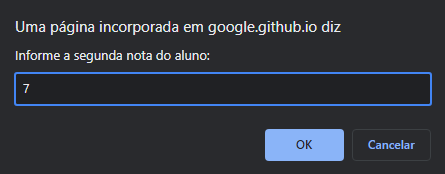 Uma página incorporada em google.github.io diz
Informe a segunda nota do aluno:
7
OK
Cancelar